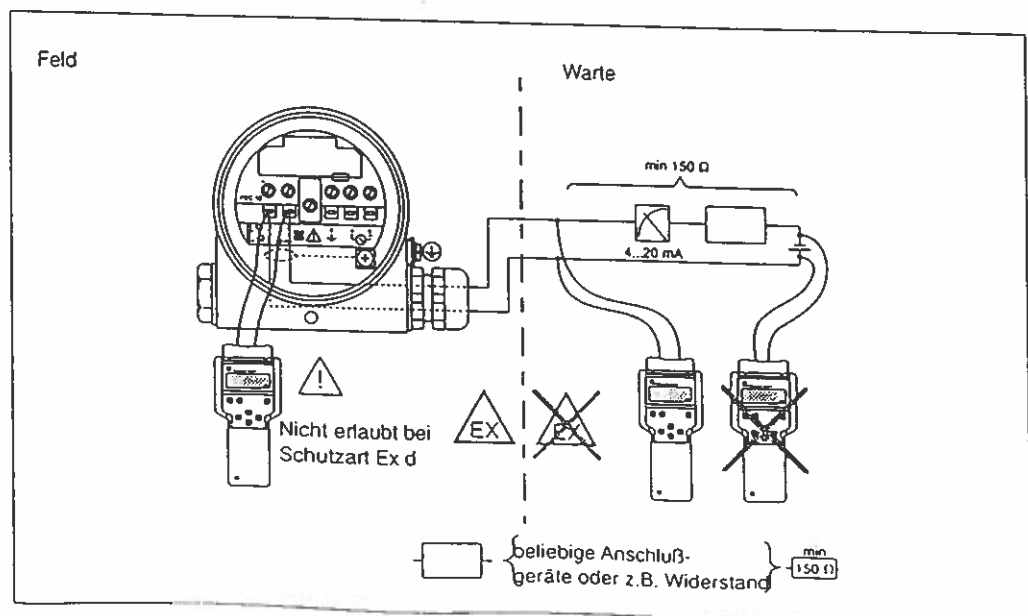 Feld
Warte
min 150 Ω
4...20 mA
Nicht erlaubt bei
Schutzart Ex d
EX
EX
beliebige Anschluß-
geräte oder z.B. Widerstand
min
150 Ω